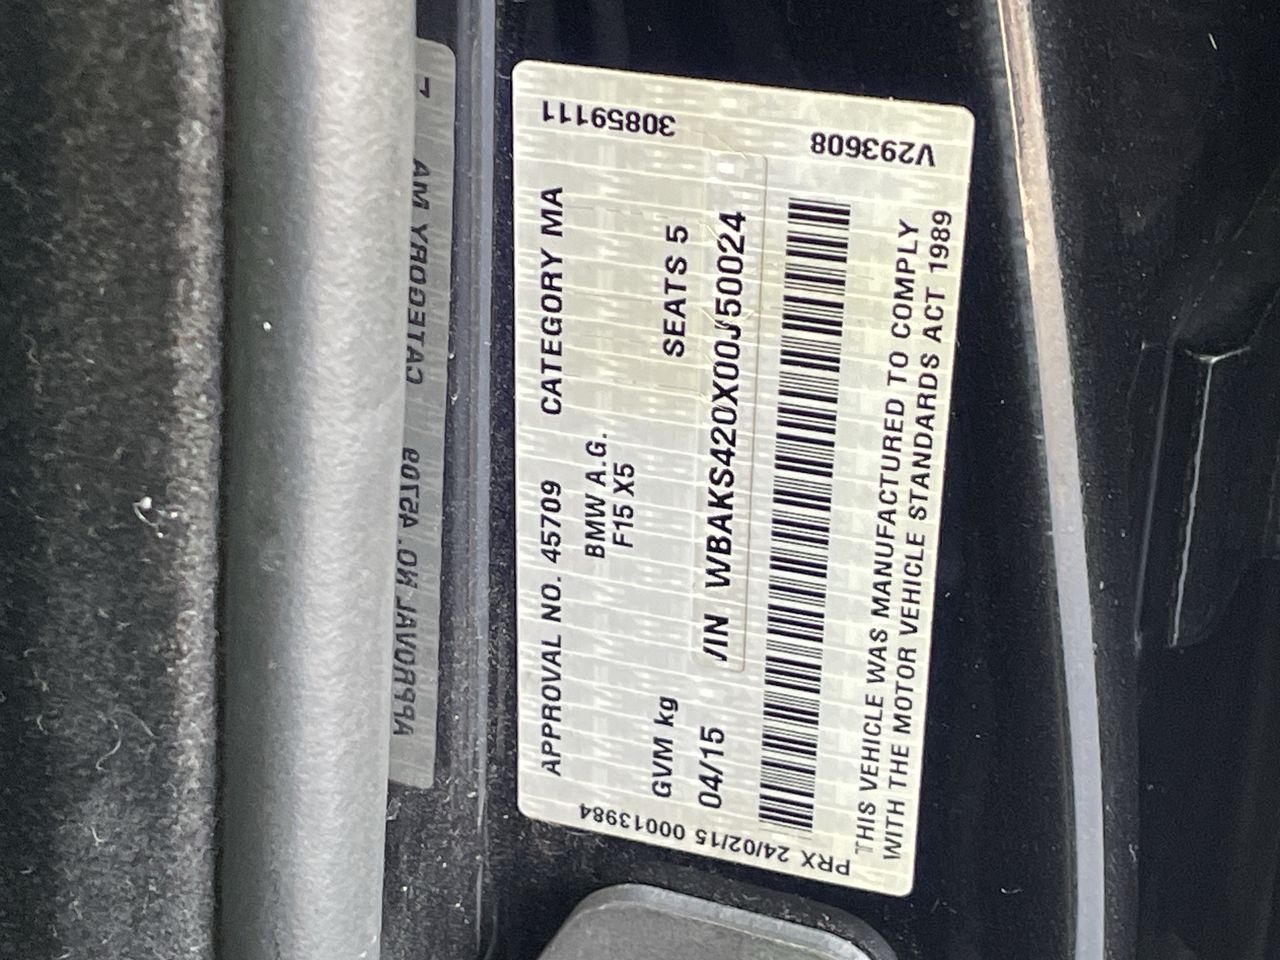 APPROVAL NO. 45709 CATEGORY MA
BMW A.G.
F15 X5
GVM kg SEATS 5
04/15 VIN WBAKS420X00J50024
THIS VEHICLE WAS MANUFACTURED TO COMPLY
WITH THE MOTOR VEHICLE STANDARDS ACT 1989
30859111
V293608
PRX 24/02/15 00013984
APPROVAL NO. 45709 CATEGORY MA